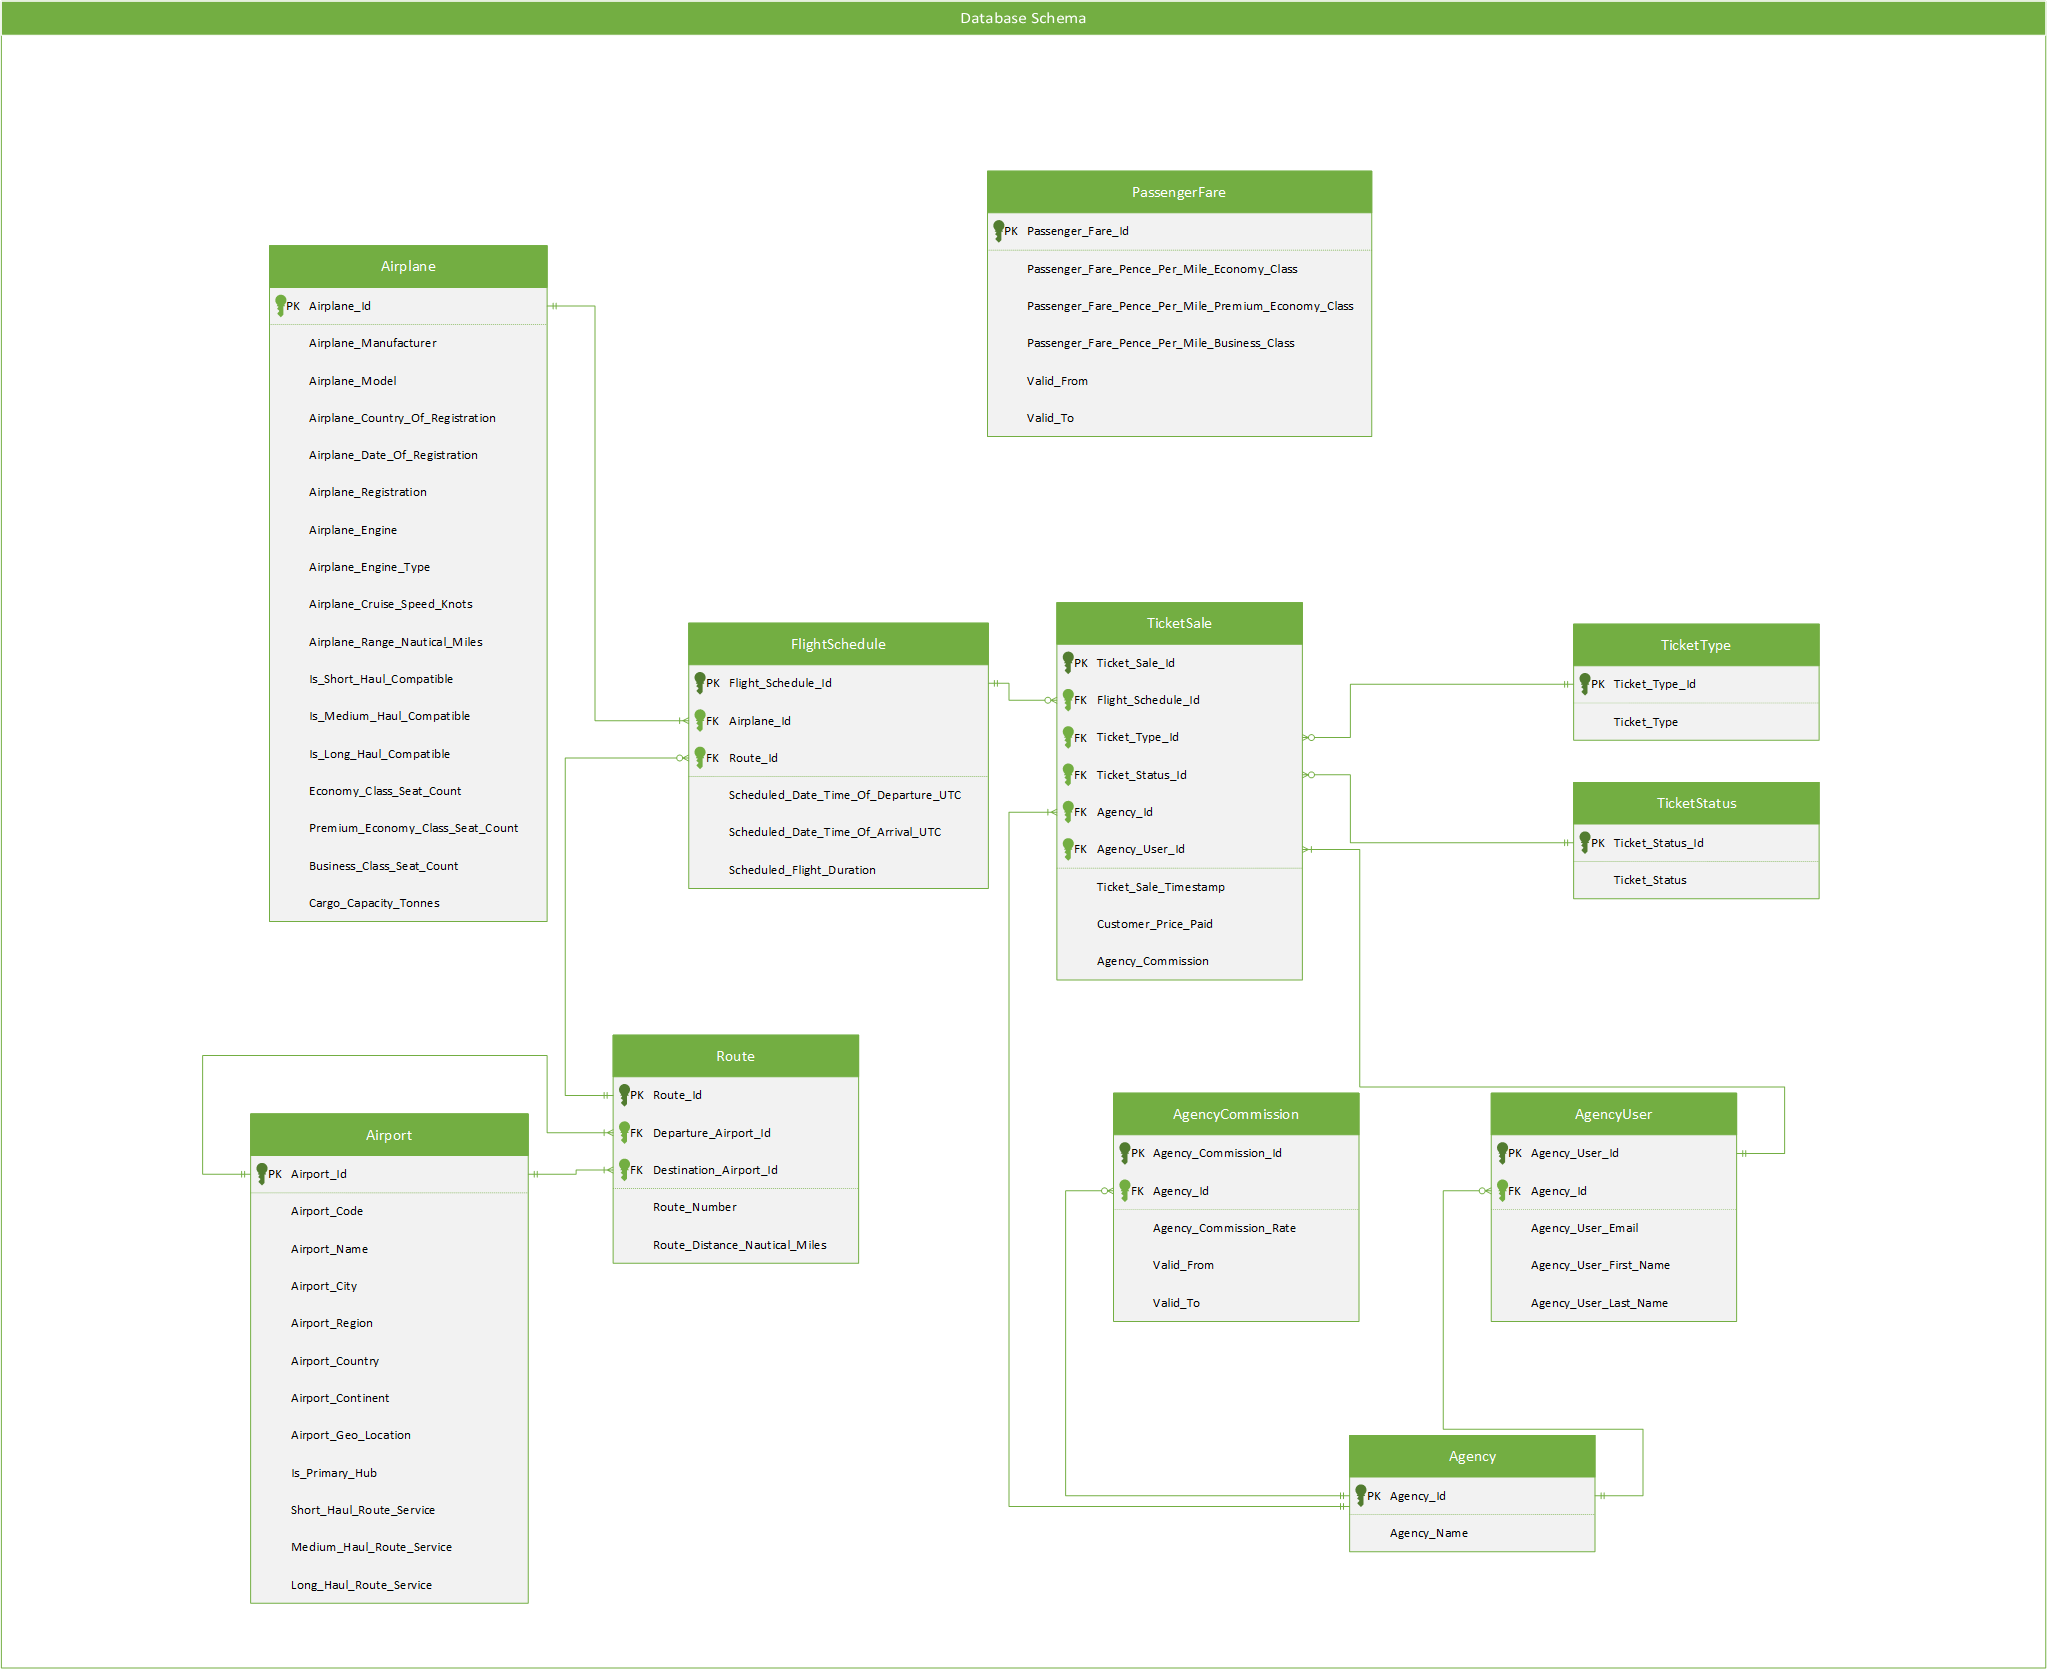 Database Schema
PassengerFare
PK Passenger_Fare_Id
Passenger_Fare_Pence_Per_Mile_Economy_Class
Passenger_Fare_Pence_Per_Mile_Premium_Economy_Class
Passenger_Fare_Pence_Per_Mile_Business_Class
Valid_From
Valid_To
Airplane
PK Airplane_Id
Airplane_Manufacturer
Airplane_Model
Airplane_Country_Of_Registration
Airplane_Date_Of_Registration
Airplane_Registration
Airplane_Engine
Airplane_Engine_Type
Airplane_Cruise_Speed_Knots
Airplane_Range_Nautical_Miles
Is_Short_Haul_Compatible
Is_Medium_Haul_Compatible
Is_Long_Haul_Compatible
Economy_Class_Seat_Count
Premium_Economy_Class_Seat_Count
Business_Class_Seat_Count
Cargo_Capacity_Tonnes
FlightSchedule
PK Flight_Schedule_Id
FK Airplane_Id
FK Route_Id
Scheduled_Date_Time_Of_Departure_UTC
Scheduled_Date_Time_Of_Arrival_UTC
Scheduled_Flight_Duration
TicketSale
PK Ticket_Sale_Id
FK Flight_Schedule_Id
FK Ticket_Type_Id
FK Ticket_Status_Id
FK Agency_Id
FK Agency_User_Id
Ticket_Sale_Timestamp
Customer_Price_Paid
Agency_Commission
TicketType
PK Ticket_Type_Id
Ticket_Type
TicketStatus
PK Ticket_Status_Id
Ticket_Status
Route
PK Route_Id
FK Departure_Airport_Id
FK Destination_Airport_Id
Route_Number
Route_Distance_Nautical_Miles
Airport
PK Airport_Id
Airport_Code
Airport_Name
Airport_City
Airport_Region
Airport_Country
Airport_Continent
Airport_Geo_Location
Is_Primary_Hub
Short_Haul_Route_Service
Medium_Haul_Route_Service
Long_Haul_Route_Service
AgencyCommission
PK Agency_Commission_Id
FK Agency_Id
Agency_Commission_Rate
Valid_From
Valid_To
AgencyUser
PK Agency_User_Id
FK Agency_Id
Agency_User_Email
Agency_User_First_Name
Agency_User_Last_Name
Agency
PK Agency_Id
Agency_Name